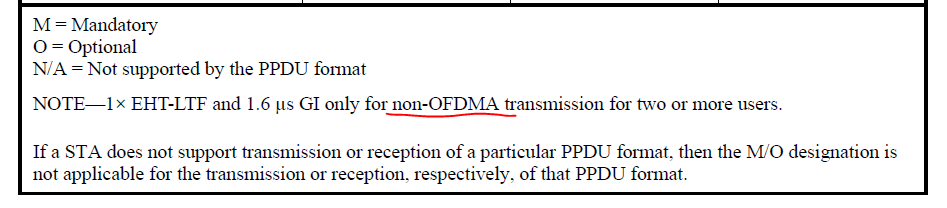 M = Mandatory
O = Optional
N/A = Not supported by the PPDU format
NOTE—1× EHT-LTF and 1.6 µs GI only for non-OFDMA transmission for two or more users.
If a STA does not support transmission or reception of a particular PPDU format, then the M/O designation is
not applicable for the transmission or reception, respectively, of that PPDU format.